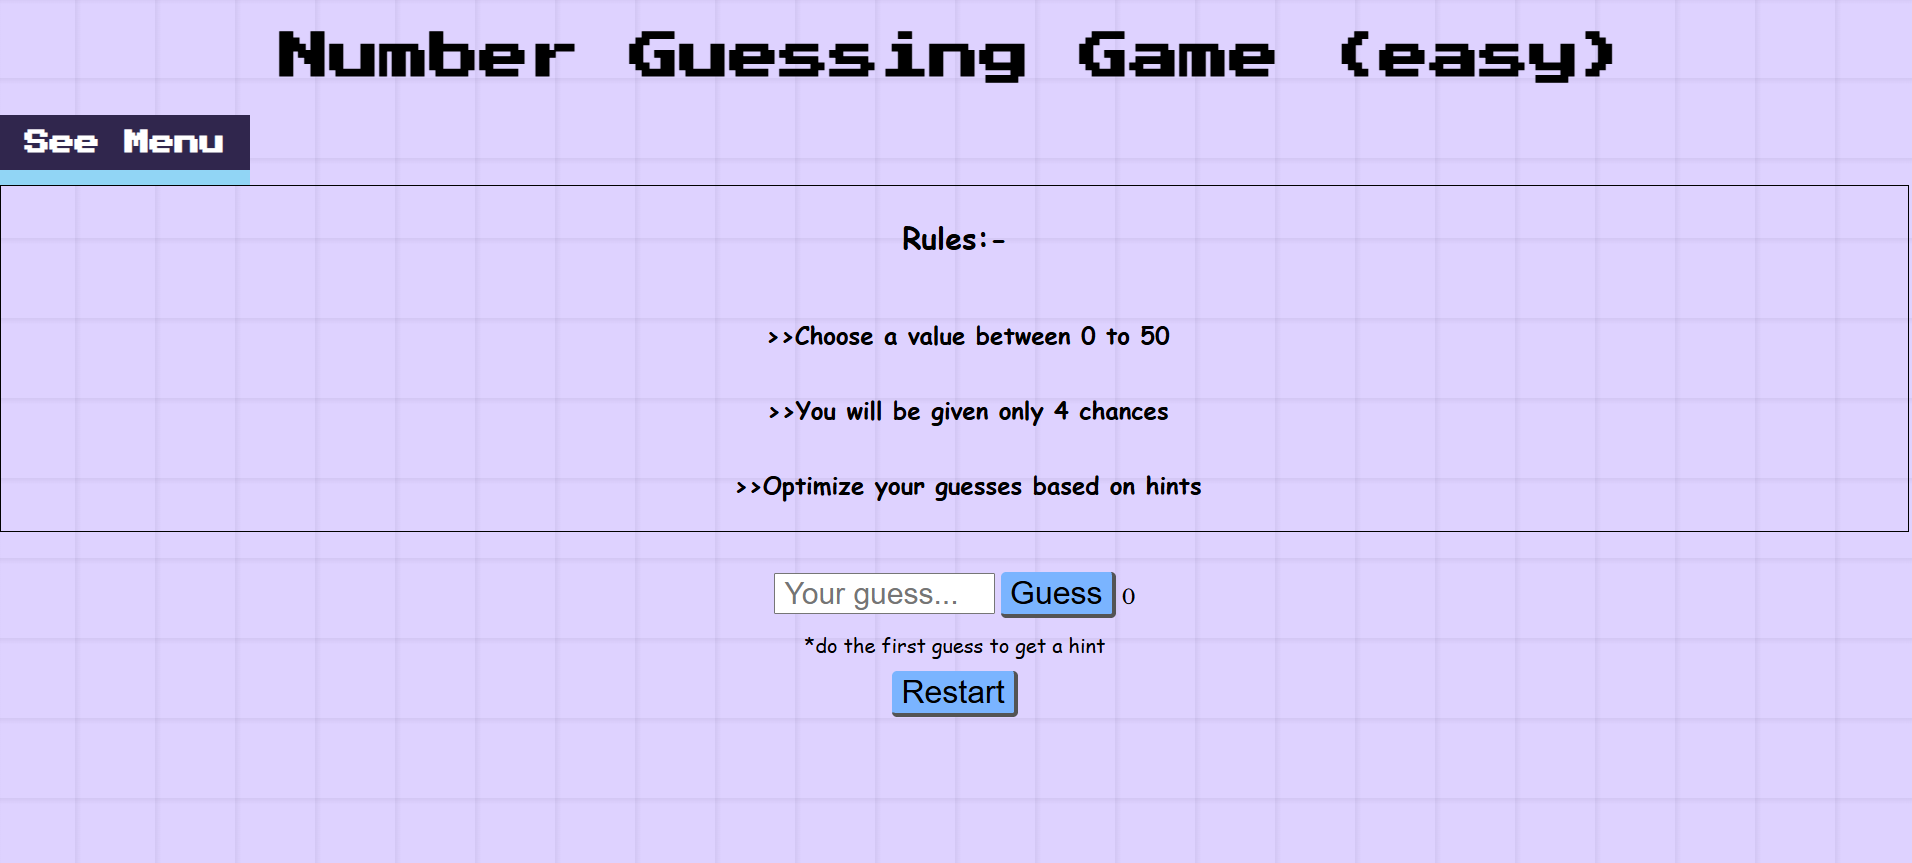 Number Guessing Game (easy)
See Menu
Rules:-
>>Choose a value between 0 to 50
>>You will be given only 4 chances
>>Optimize your guesses based on hints
Your guess... Guess 0
*do the first guess to get a hint
Restart